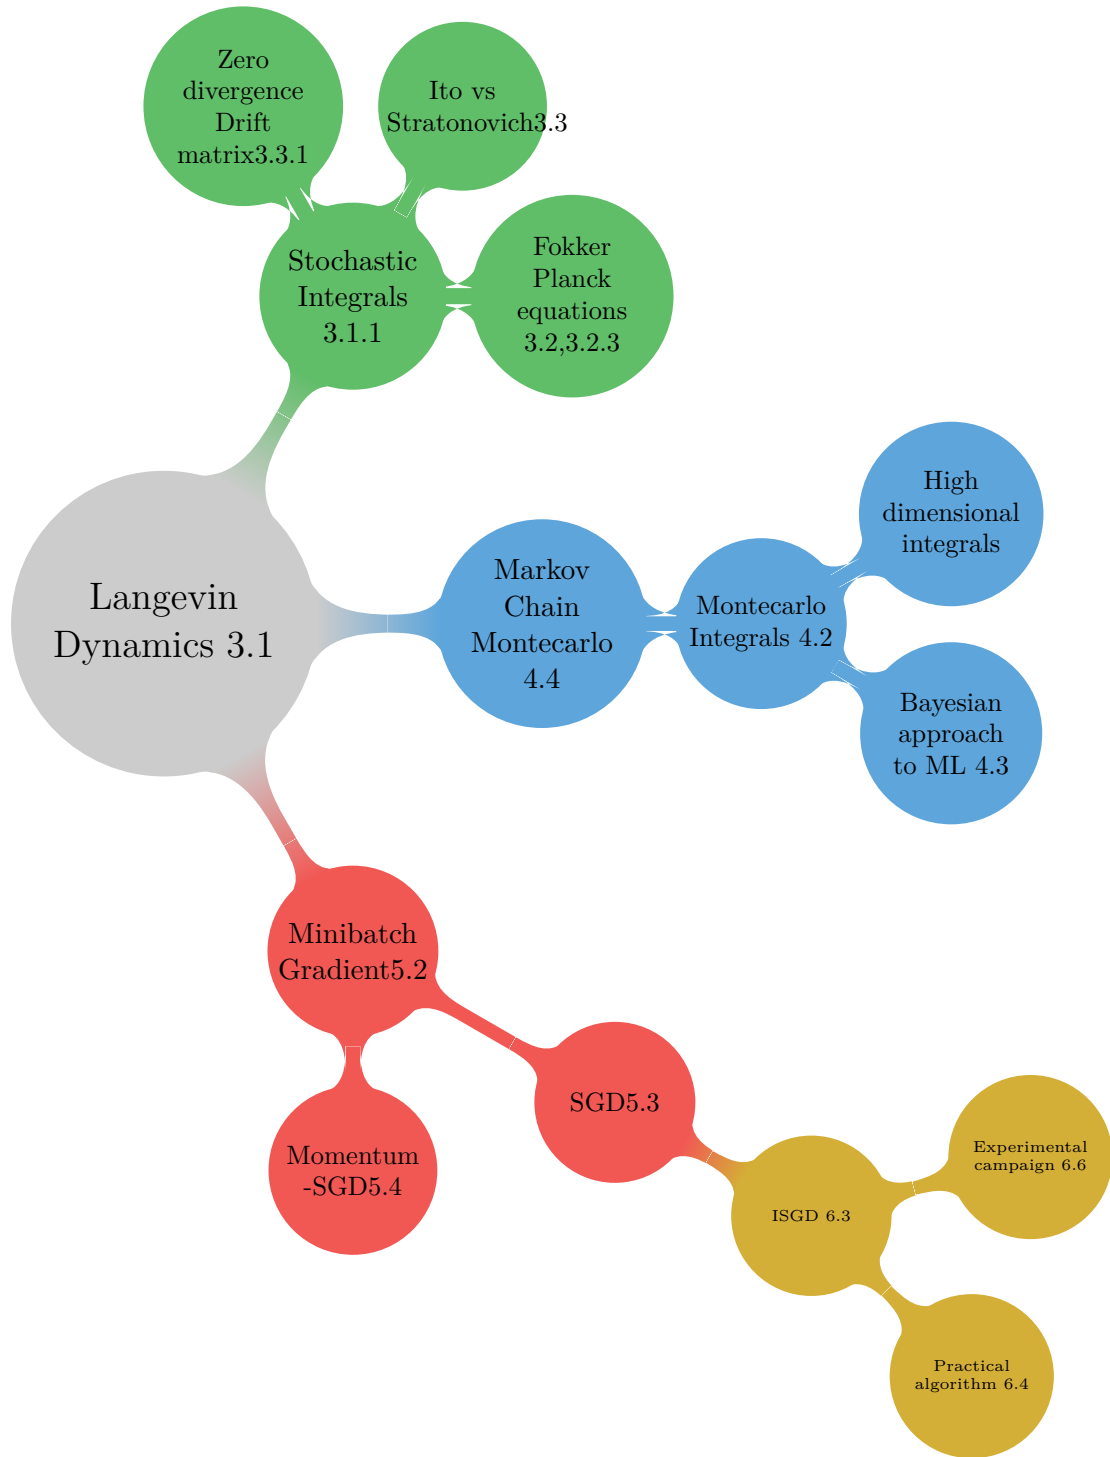 Zero
divergence
Drift
matrix3.3.1
Ito vs
Stratonovich3.3
Stochastic
Integrals
3.1.1
Fokker
Planck
equations
3.2,3.2.3
Langevin
Dynamics 3.1
Markov
Chain
Montecarlo
4.4
Montecarlo
Integrals 4.2
High
dimensional
integrals
Bayesian
approach
to ML 4.3
Minibatch
Gradient5.2
Momentum
-SGD5.4
SGD5.3
ISGD 6.3
Experimental
campaign 6.6
Practical
algorithm 6.4